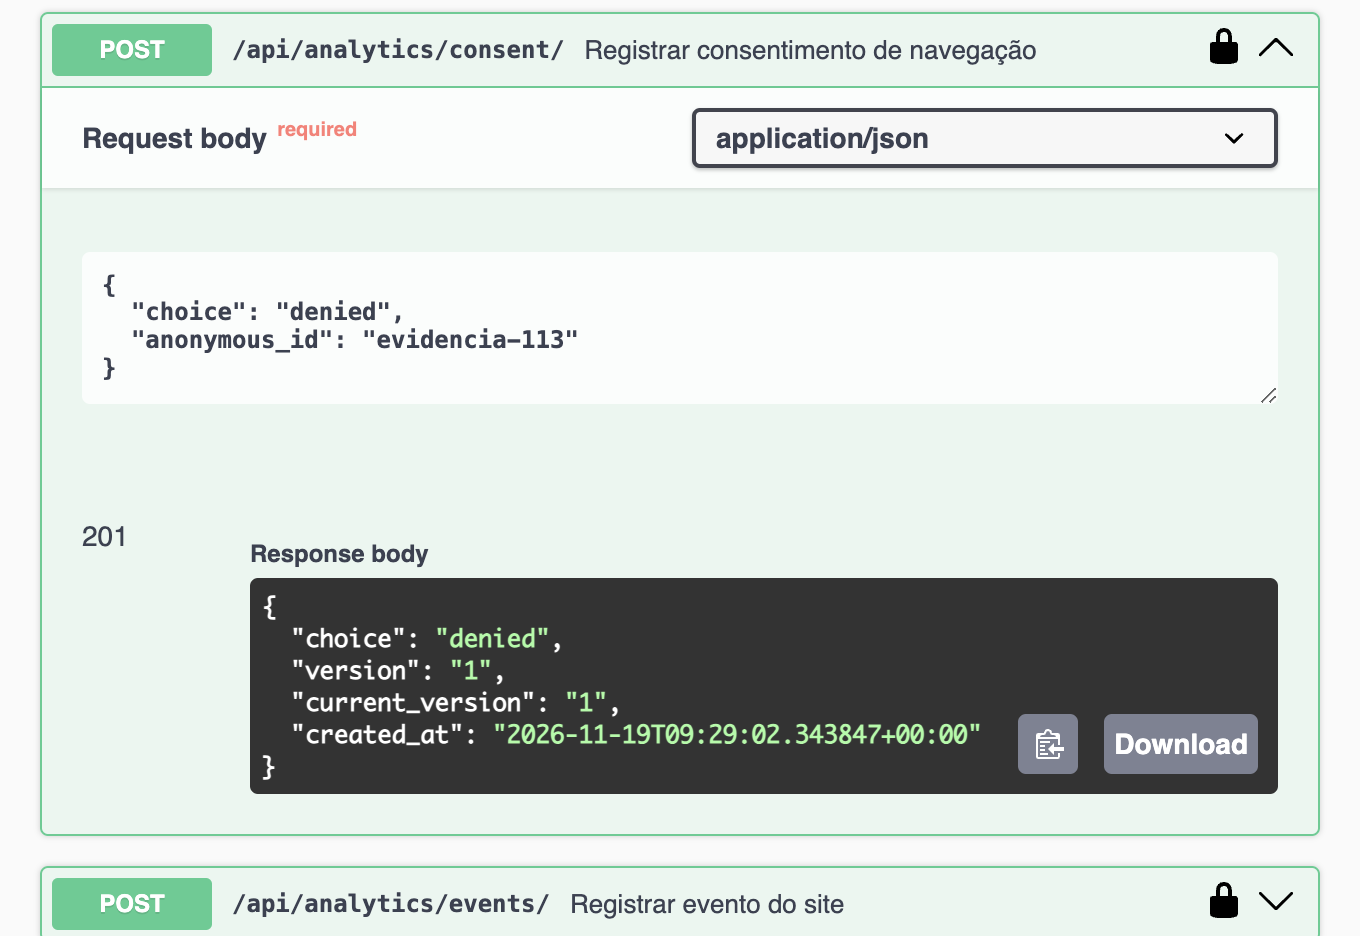 POST /api/analytics/consent/ Registrar consentimento de navegação
Request body required
application/json
{
  "choice": "denied",
  "anonymous_id": "evidencia-113"
}
201
Response body
{
  "choice": "denied",
  "version": "1",
  "current_version": "1",
  "created_at": "2026-11-19T09:29:02.343847+00:00"
}
Download
POST /api/analytics/events/ Registrar evento do site